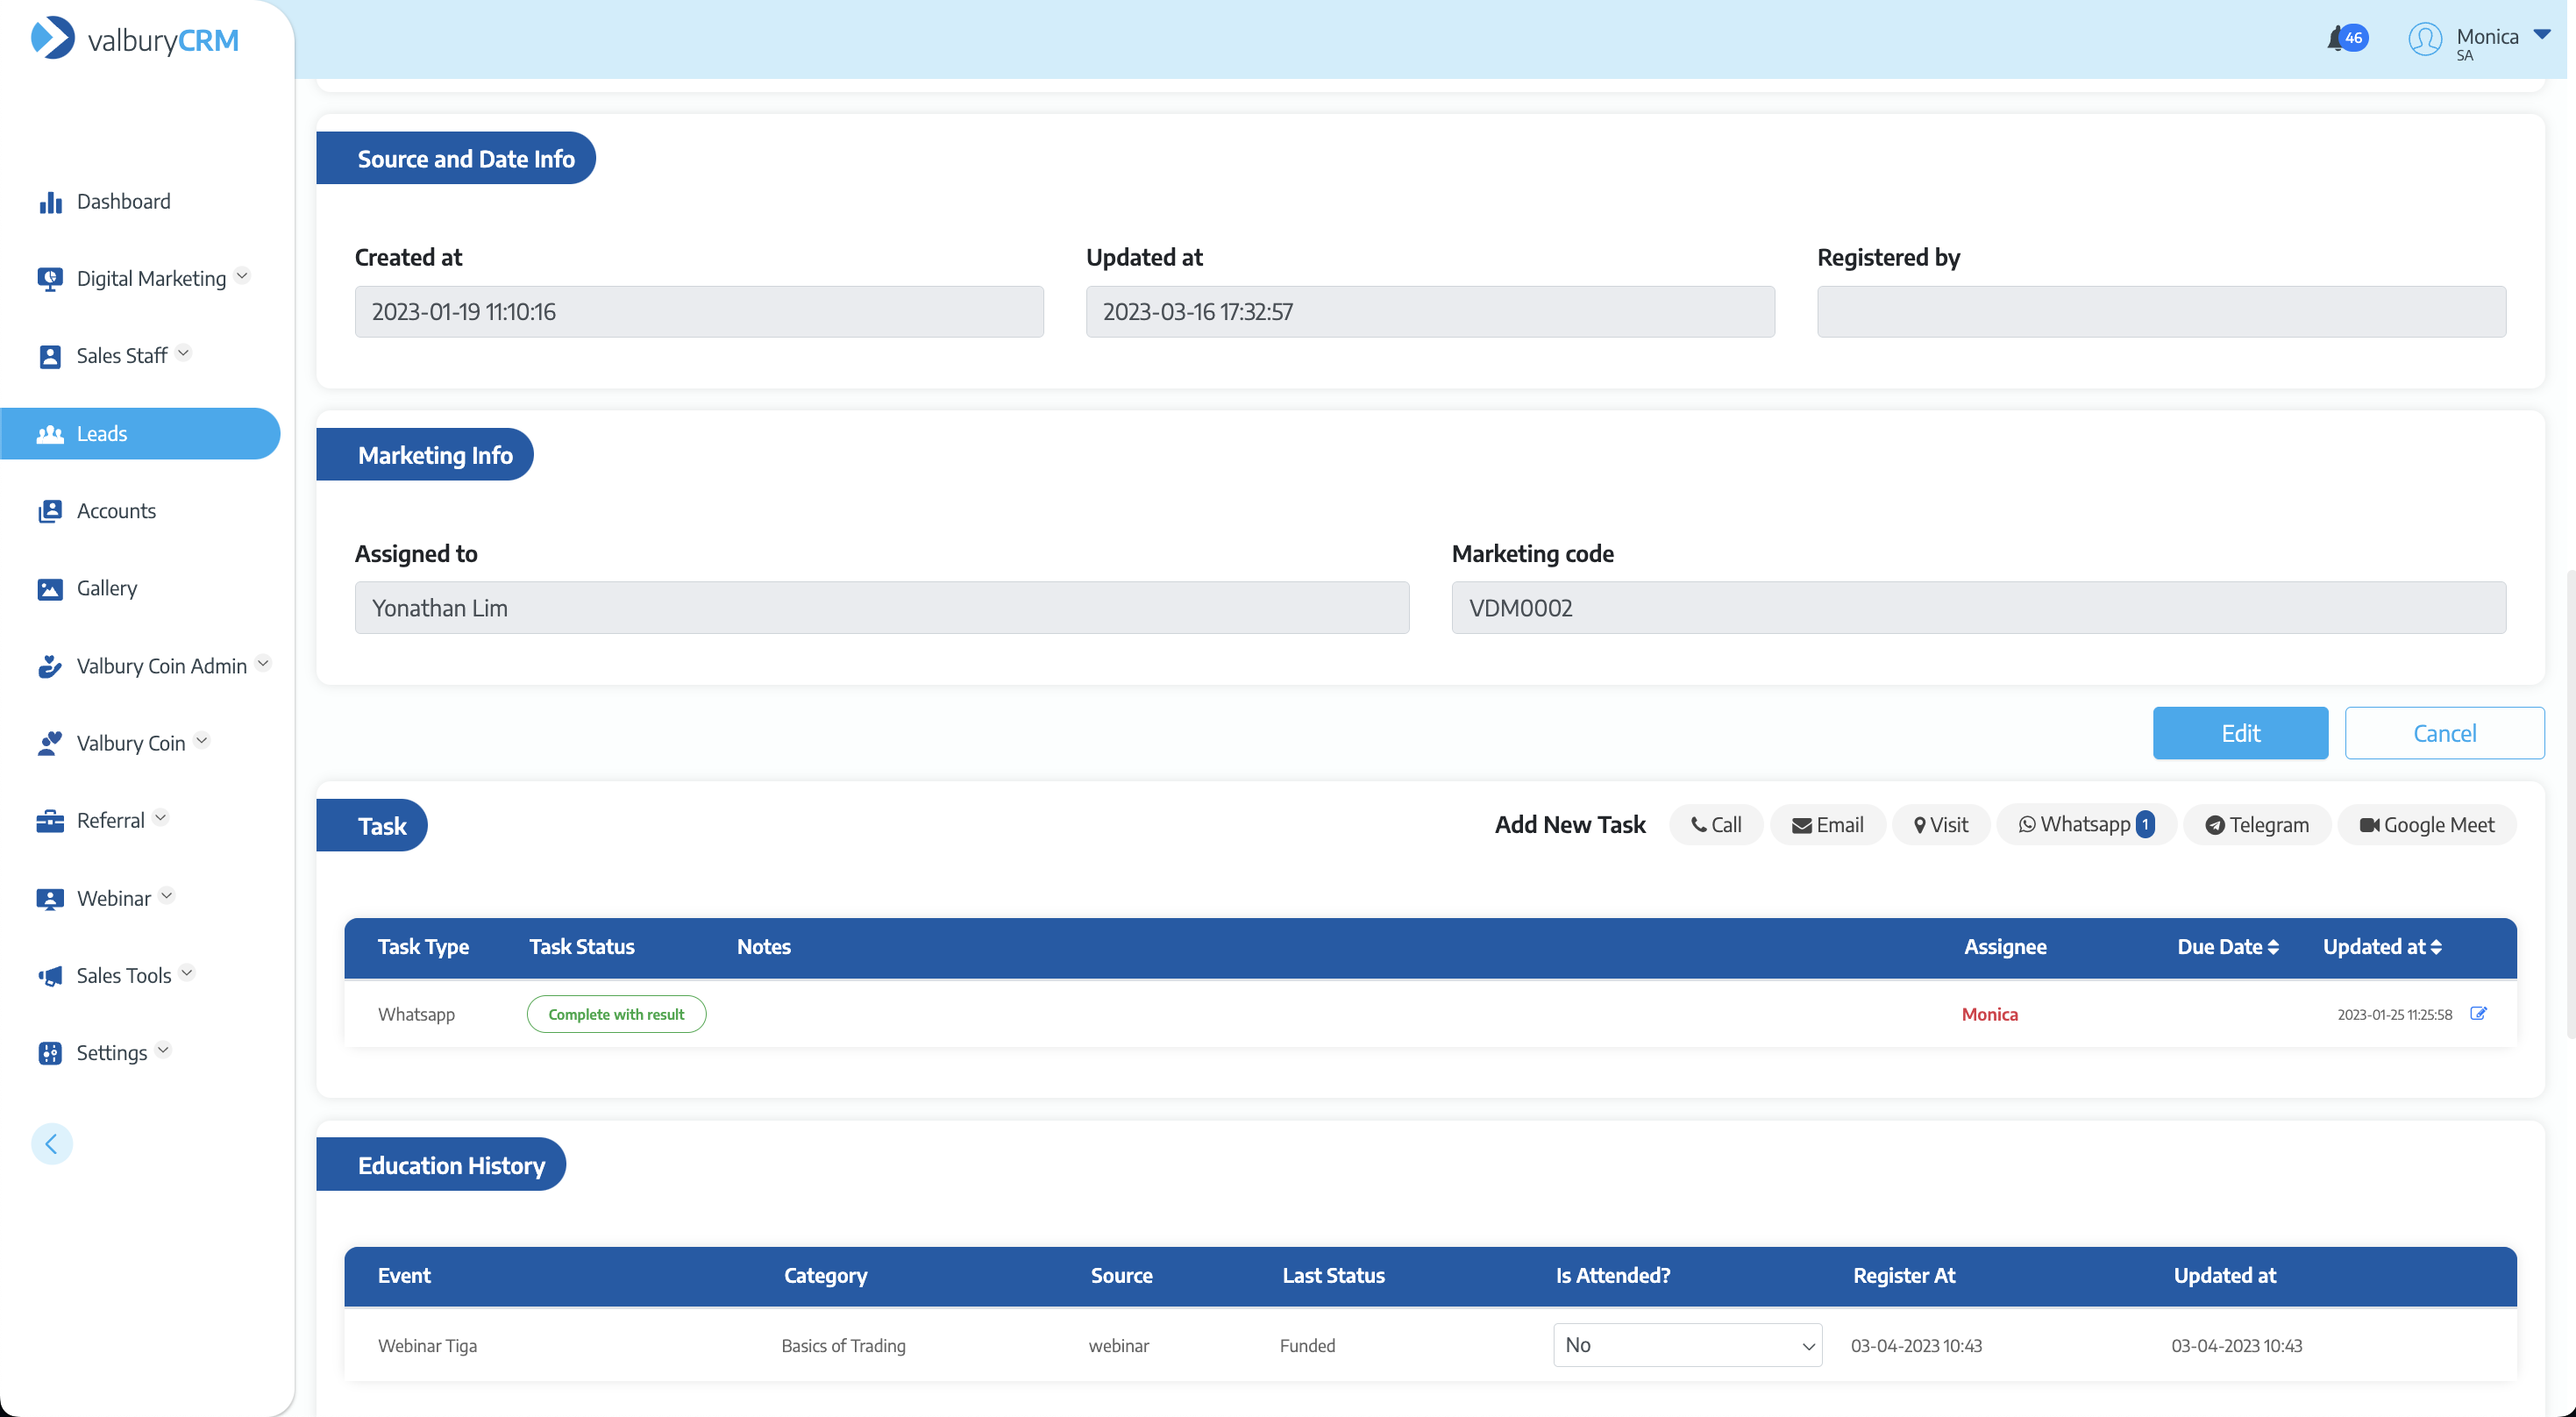 valburyCRM
46
Monica
SA
Dashboard
Digital Marketing
Sales Staff
Leads
Accounts
Gallery
Valbury Coin Admin
Valbury Coin
Referral
Webinar
Sales Tools
Settings
Source and Date Info
Created at Updated at Registered by
2023-01-19 11:10:16 2023-03-16 17:32:57
Marketing Info
Assigned to Marketing code
Yonathan Lim VDM0002
Edit Cancel
Task Add New Task Call Email Visit Whatsapp 1 Telegram Google Meet
Task Type Task Status Notes Assignee Due Date Updated at
Whatsapp Complete with result Monica 2023-01-25 11:25:58
Education History
Event Category Source Last Status Is Attended? Register At Updated at
Webinar Tiga Basics of Trading webinar Funded No 03-04-2023 10:43 03-04-2023 10:43